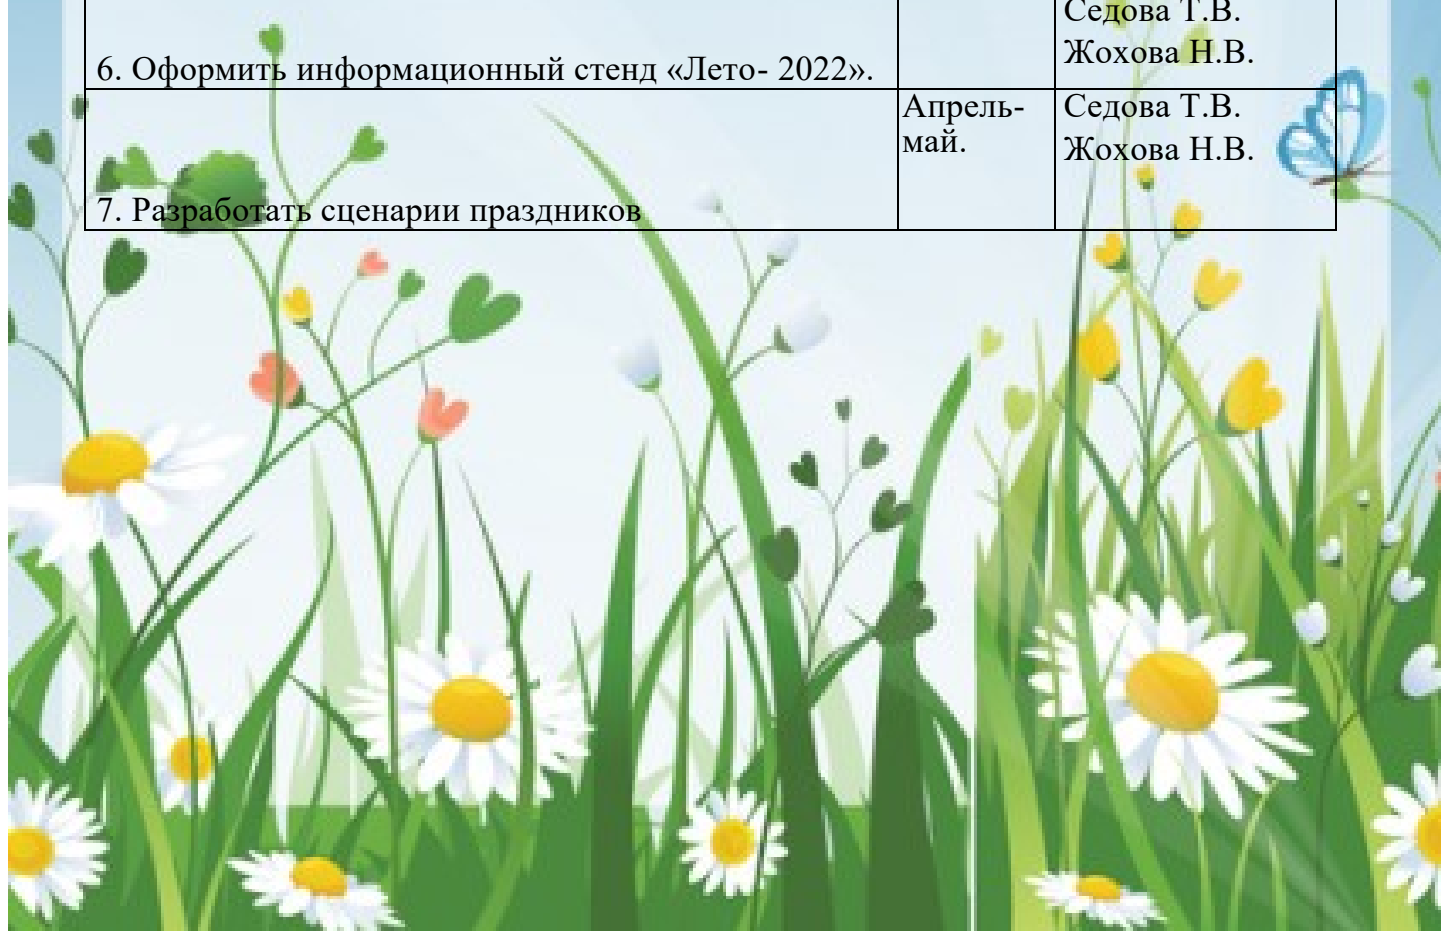 Седова Т.В.
Жохова Н.В.
6. Оформить информационный стенд «Лето- 2022».
Апрель-
май.
Седова Т.В.
Жохова Н.В.
7. Разработать сценарии праздников